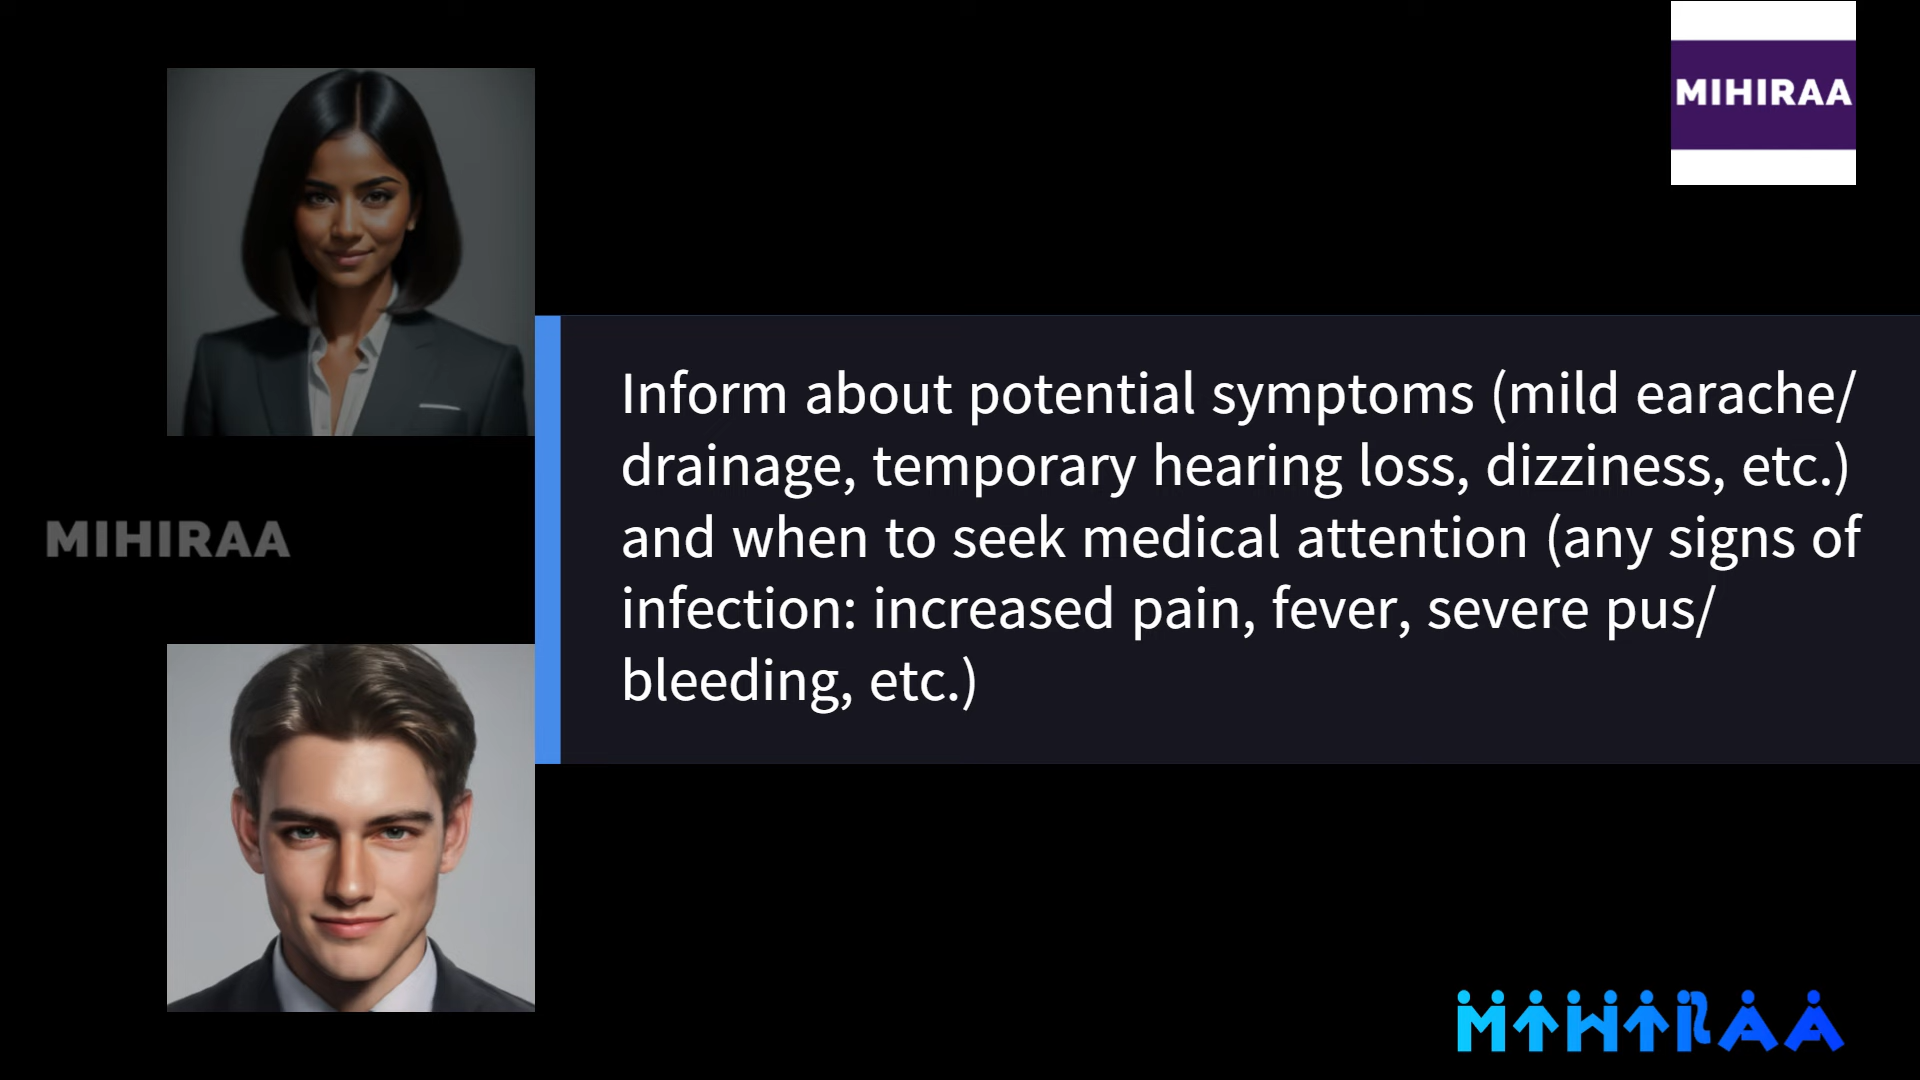 MIHIRAA
Inform about potential symptoms (mild earache/
drainage, temporary hearing loss, dizziness, etc.)
and when to seek medical attention (any signs of
infection: increased pain, fever, severe pus/
bleeding, etc.)
MIHIRAA
MIHIRAA